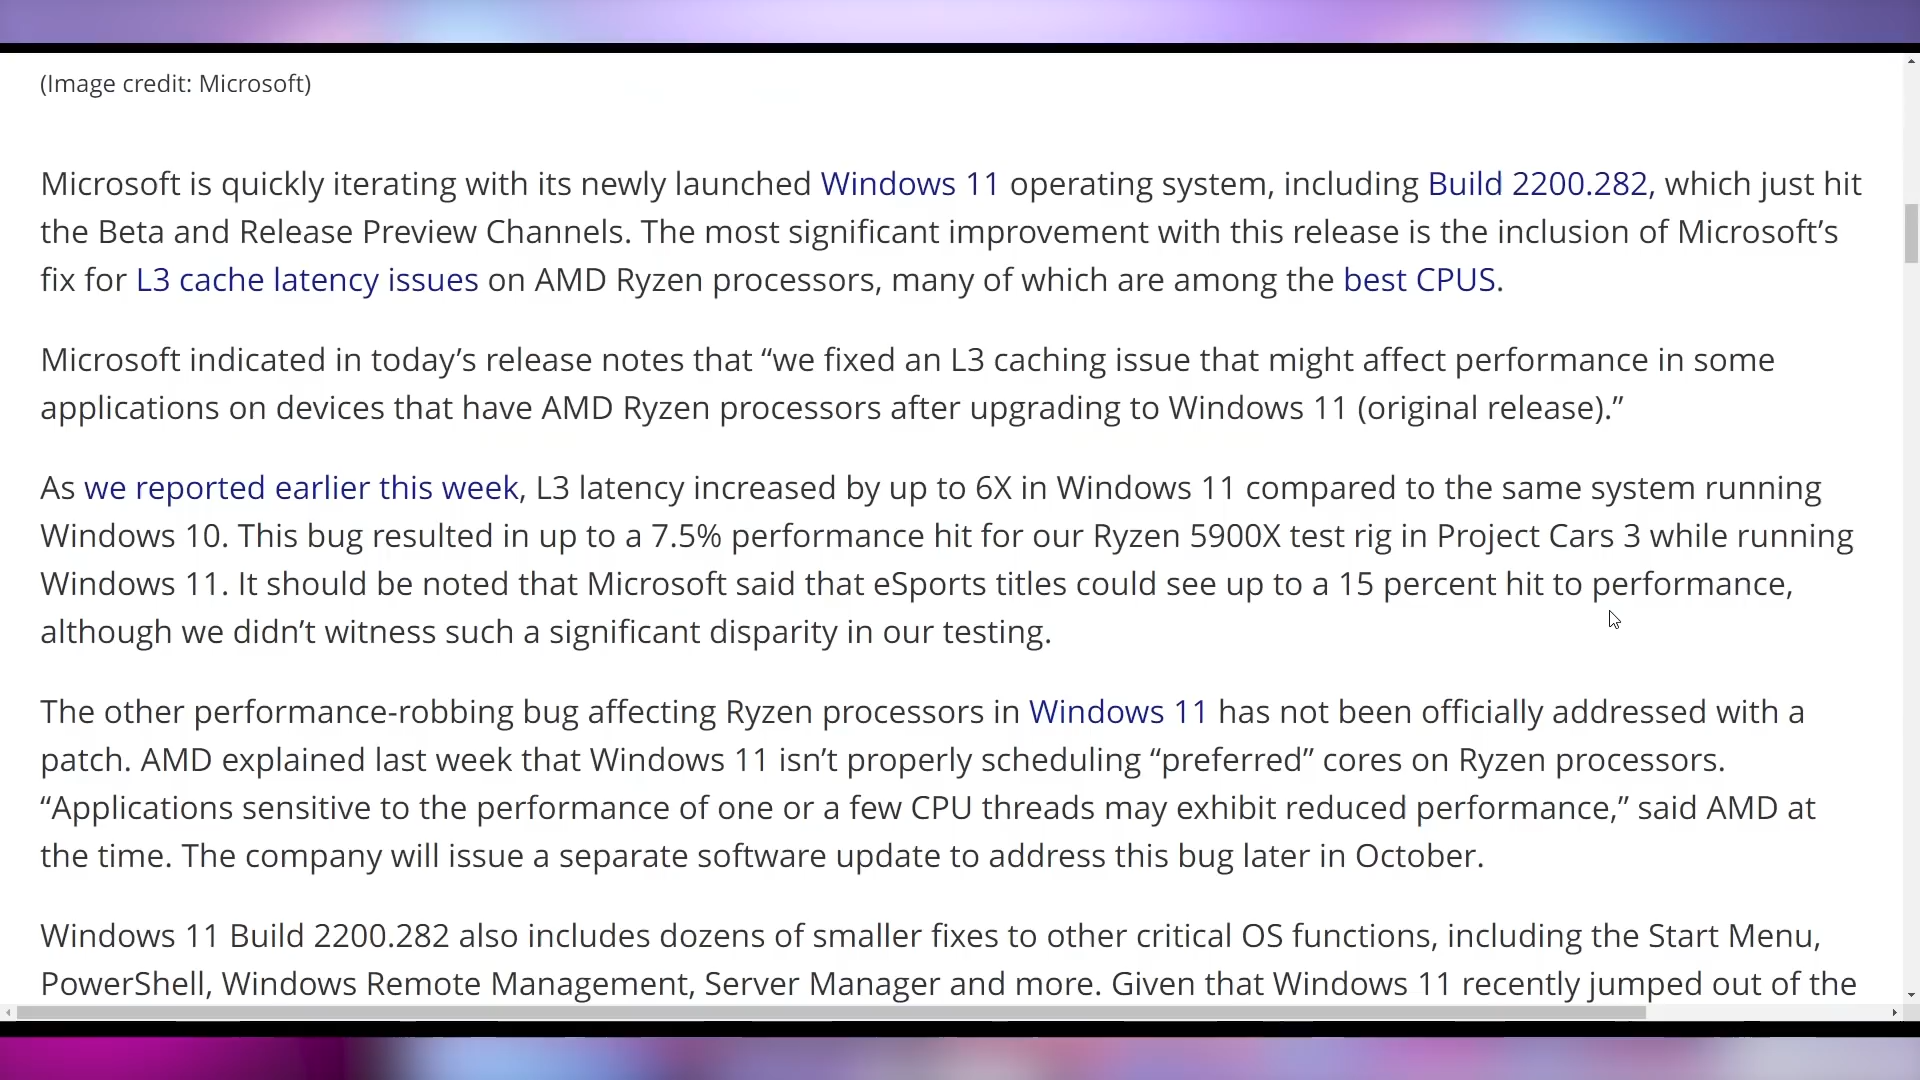 (Image credit: Microsoft)
Microsoft is quickly iterating with its newly launched Windows 11 operating system, including Build 2200.282, which just hit
the Beta and Release Preview Channels. The most significant improvement with this release is the inclusion of Microsoft’s
fix for L3 cache latency issues on AMD Ryzen processors, many of which are among the best CPUS.
Microsoft indicated in today’s release notes that “we fixed an L3 caching issue that might affect performance in some
applications on devices that have AMD Ryzen processors after upgrading to Windows 11 (original release).”
As we reported earlier this week, L3 latency increased by up to 6X in Windows 11 compared to the same system running
Windows 10. This bug resulted in up to a 7.5% performance hit for our Ryzen 5900X test rig in Project Cars 3 while running
Windows 11. It should be noted that Microsoft said that eSports titles could see up to a 15 percent hit to performance,
although we didn’t witness such a significant disparity in our testing.
The other performance-robbing bug affecting Ryzen processors in Windows 11 has not been officially addressed with a
patch. AMD explained last week that Windows 11 isn’t properly scheduling “preferred” cores on Ryzen processors.
“Applications sensitive to the performance of one or a few CPU threads may exhibit reduced performance,” said AMD at
the time. The company will issue a separate software update to address this bug later in October.
Windows 11 Build 2200.282 also includes dozens of smaller fixes to other critical OS functions, including the Start Menu,
PowerShell, Windows Remote Management, Server Manager and more. Given that Windows 11 recently jumped out of the